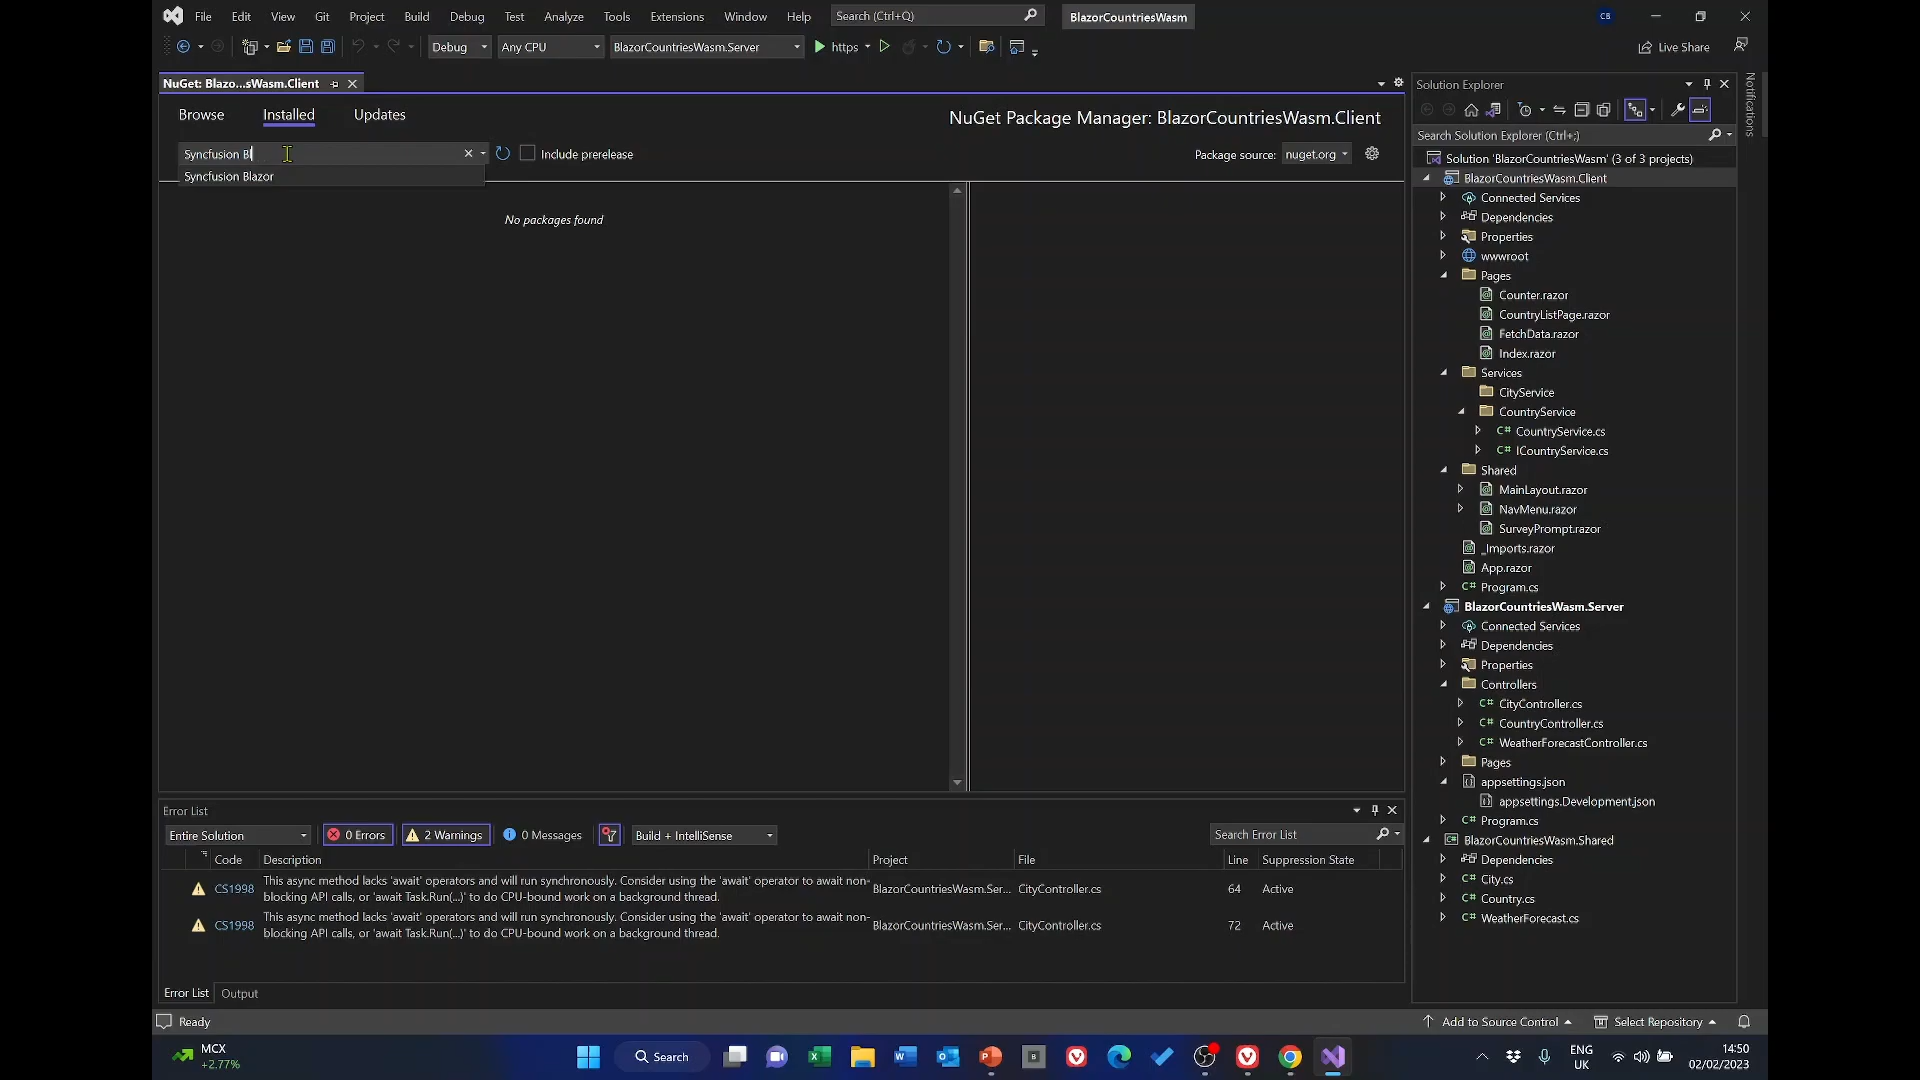 File Edit View Git Project Build Debug Test Analyze Tools Extensions Window Help Search (Ctrl+Q) BlazorCountriesWasm CB
Debug Any CPU BlazorCountriesWasm.Server https Live Share
NuGet: Blazo...sWasm.Client
Browse Installed Updates NuGet Package Manager: BlazorCountriesWasm.Client
Syncfusion Bl Include prerelease Package source: nuget.org
Syncfusion Blazor
No packages found
Solution Explorer
Search Solution Explorer (Ctrl+;)
Solution 'BlazorCountriesWasm' (3 of 3 projects)
BlazorCountriesWasm.Client
Connected Services
Dependencies
Properties
wwwroot
Pages
Counter.razor
CountryListPage.razor
FetchData.razor
Index.razor
Services
CityService
CountryService
C# CountryService.cs
C# ICountryService.cs
Shared
MainLayout.razor
NavMenu.razor
SurveyPrompt.razor
_Imports.razor
App.razor
C# Program.cs
BlazorCountriesWasm.Server
Connected Services
Dependencies
Properties
Controllers
C# CityController.cs
C# CountryController.cs
C# WeatherForecastController.cs
Pages
appsettings.json
appsettings.Development.json
C# Program.cs
C# BlazorCountriesWasm.Shared
Dependencies
C# City.cs
C# Country.cs
C# WeatherForecast.cs
Notifications
Error List
Entire Solution 0 Errors 2 Warnings 0 Messages Build + IntelliSense Search Error List
Code Description Project File Line Suppression State
CS1998 This async method lacks 'await' operators and will run synchronously. Consider using the 'await' operator to await non-
blocking API calls, or 'await Task.Run(...)' to do CPU-bound work on a background thread. BlazorCountriesWasm.Ser... CityController.cs 64 Active
CS1998 This async method lacks 'await' operators and will run synchronously. Consider using the 'await' operator to await non-
blocking API calls, or 'await Task.Run(...)' to do CPU-bound work on a background thread. BlazorCountriesWasm.Ser... CityController.cs 72 Active
Error List Output
Ready Add to Source Control Select Repository
MCX
+2.77%
Search
ENG
UK
14:50
02/02/2023